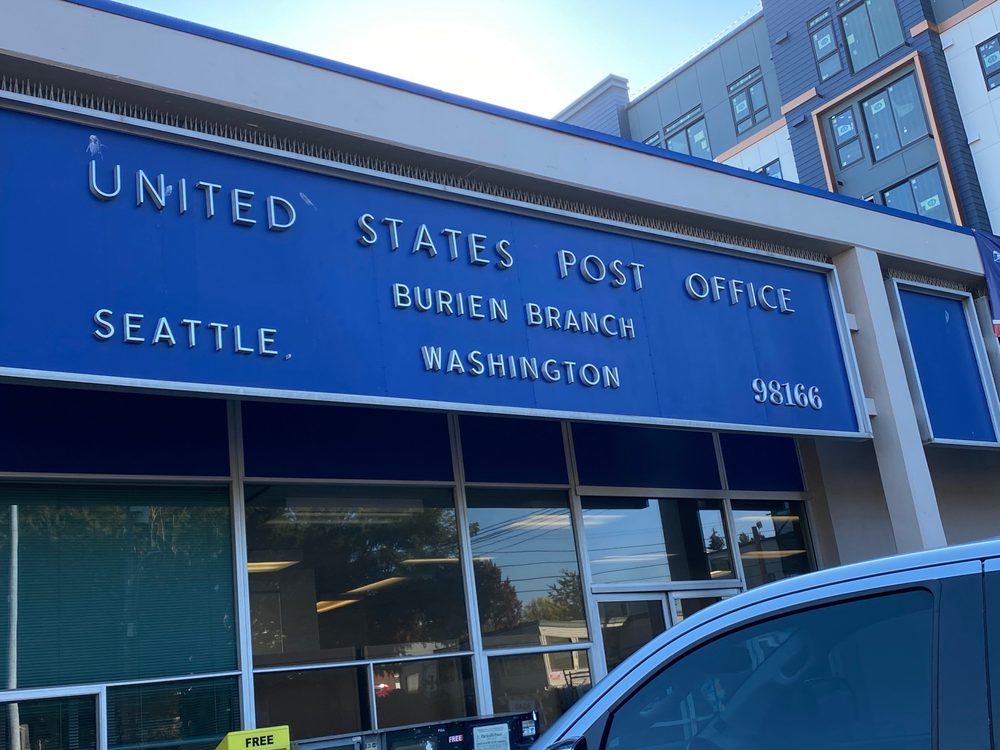 UNITED STATES POST OFFICE
BURIEN BRANCH
SEATTLE, WASHINGTON 98166
FREE
FREE